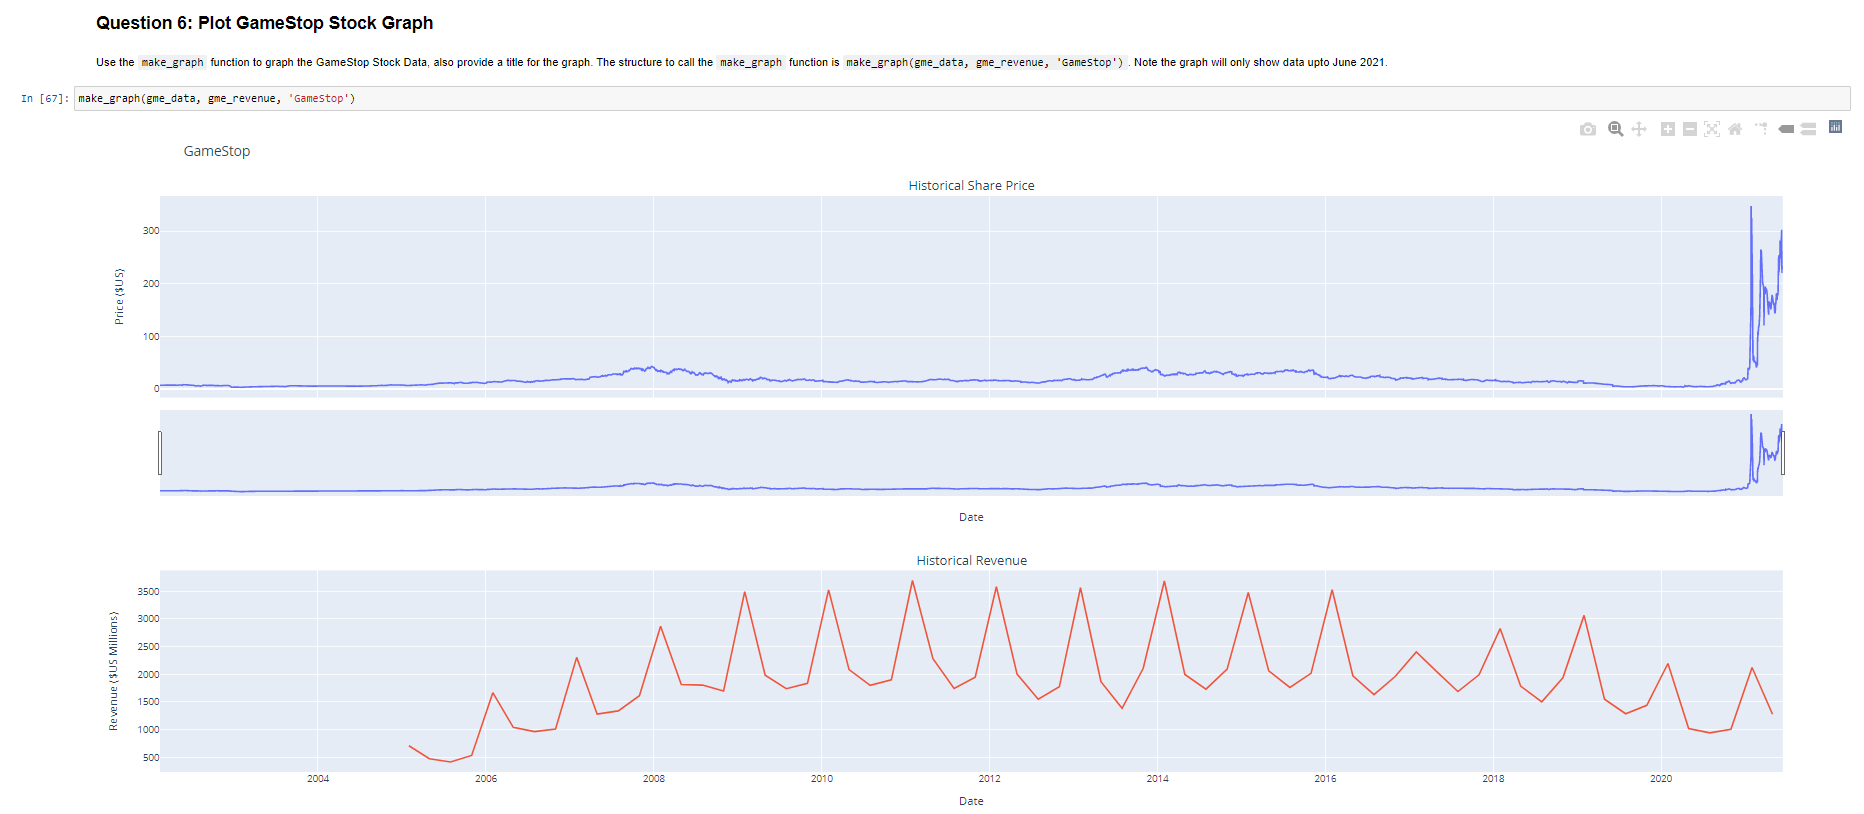 Question 6: Plot GameStop Stock Graph
Use the make_graph function to graph the GameStop Stock Data, also provide a title for the graph. The structure to call the make_graph function is make_graph(gme_data, gme_revenue, 'GameStop') . Note the graph will only show data upto June 2021.
In [67]: make_graph(gme_data, gme_revenue, 'GameStop')
GameStop
Historical Share Price
300
200
100
0
Price ($US)
Date
Historical Revenue
3500
3000
2500
2000
1500
1000
500
Revenue ($US Millions)
2004 2006 2008 2010 2012 2014 2016 2018 2020
Date